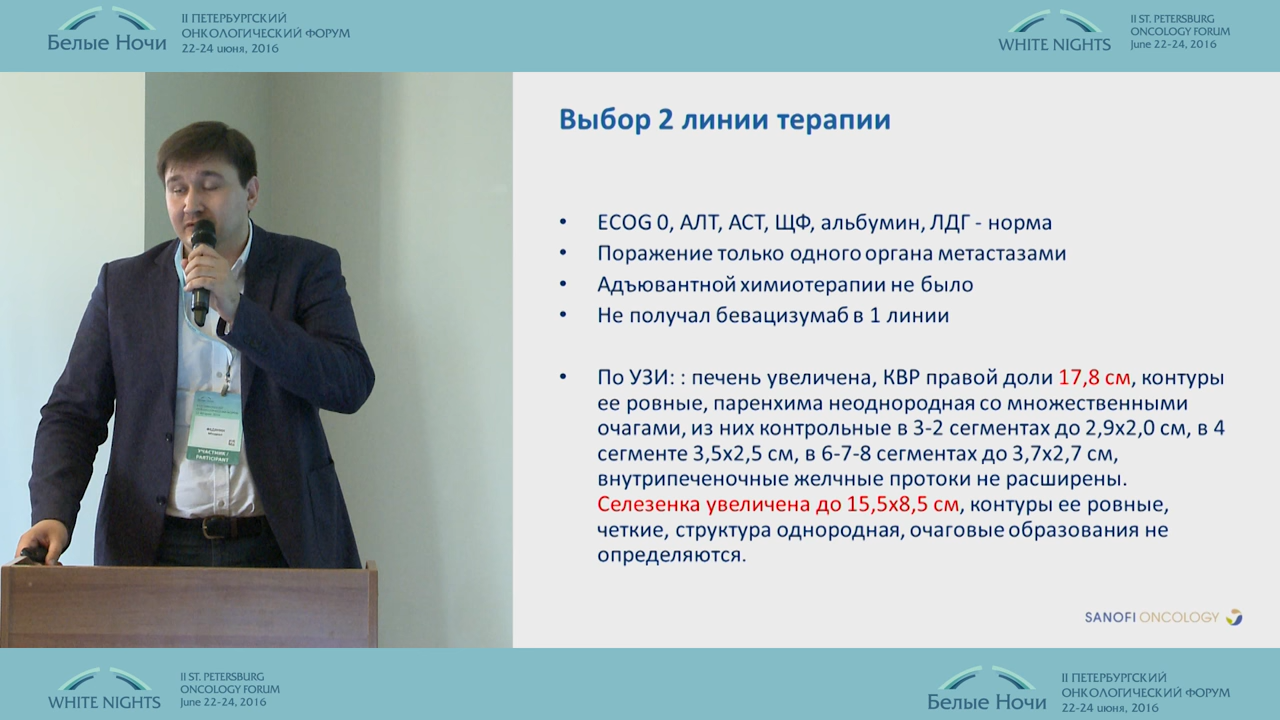 Белые Ночи
II ПЕТЕРБУРГСКИЙ
ОНКОЛОГИЧЕСКИЙ ФОРУМ
22-24 июня, 2016
WHITE NIGHTS
II ST. PETERSBURG
ONCOLOGY FORUM
June 22-24, 2016
Выбор 2 линии терапии
• ECOG 0, АЛТ, АСТ, ЩФ, альбумин, ЛДГ - норма
• Поражение только одного органа метастазами
• Адъювантной химиотерапии не было
• Не получал бевацизумаб в 1 линии
• По УЗИ: : печень увеличена, КВР правой доли 17,8 см, контуры
ее ровные, паренхима неоднородная со множественными
очагами, из них контрольные в 3-2 сегментах до 2,9х2,0 см, в 4
сегменте 3,5х2,5 см, в 6-7-8 сегментах до 3,7х2,7 см,
внутрипеченочные желчные протоки не расширены.
Селезенка увеличена до 15,5х8,5 см, контуры ее ровные,
четкие, структура однородная, очаговые образования не
определяются.
SANOFI ONCOLOGY
УЧАСТНИК /
PARTICIPANT
WHITE NIGHTS
II ST. PETERSBURG
ONCOLOGY FORUM
June 22-24, 2016
Белые Ночи
II ПЕТЕРБУРГСКИЙ
ОНКОЛОГИЧЕСКИЙ ФОРУМ
22-24 июня, 2016